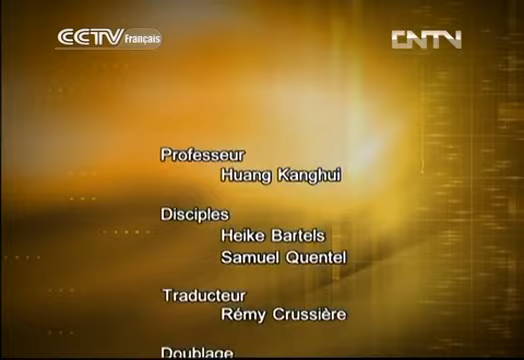 CCTV Français
CNTV
Professeur
Huang Kanghui
Disciples
Heike Bartels
Samuel Quentel
Traducteur
Rémy Crussière
Doublage